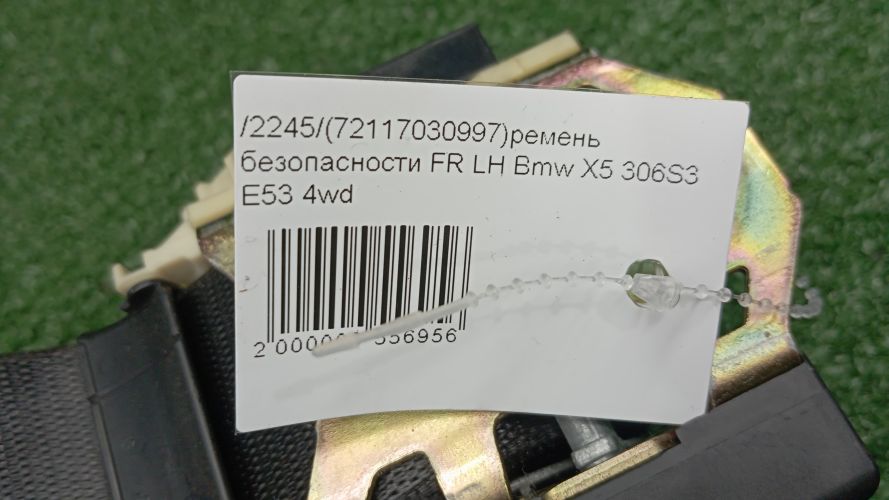 /2245/(72117030997)ремень
безопасности FR LH Bmw X5 306S3
E53 4wd